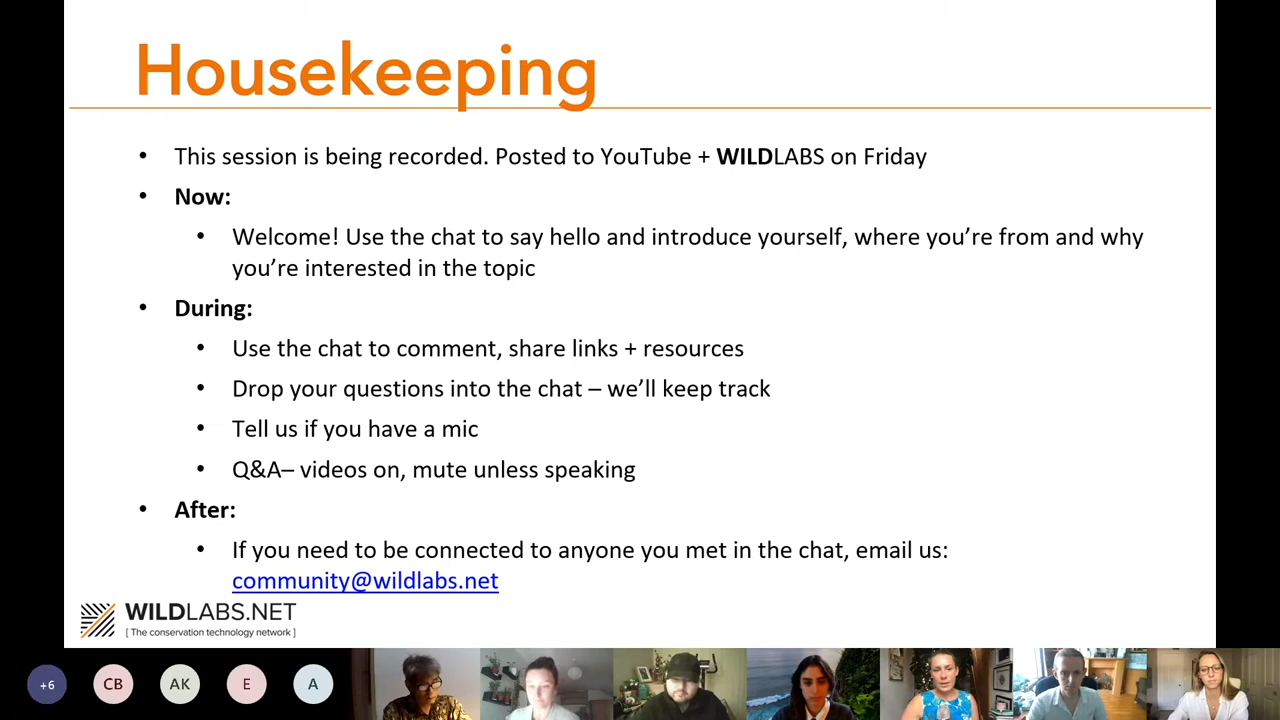 Housekeeping
• This session is being recorded. Posted to YouTube + WILDLABS on Friday
• Now:
• Welcome! Use the chat to say hello and introduce yourself, where you’re from and why
you’re interested in the topic
• During:
• Use the chat to comment, share links + resources
• Drop your questions into the chat – we’ll keep track
• Tell us if you have a mic
• Q&A– videos on, mute unless speaking
• After:
• If you need to be connected to anyone you met in the chat, email us:
community@wildlabs.net
WILDLABS.NET
[ The conservation technology network ]
+6 CB AK E A